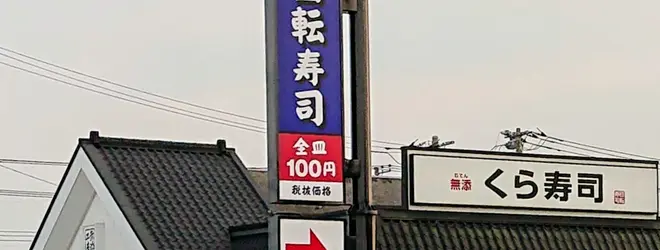 転寿司
全皿
100円
税抜価格
むてん
無添
くら寿司